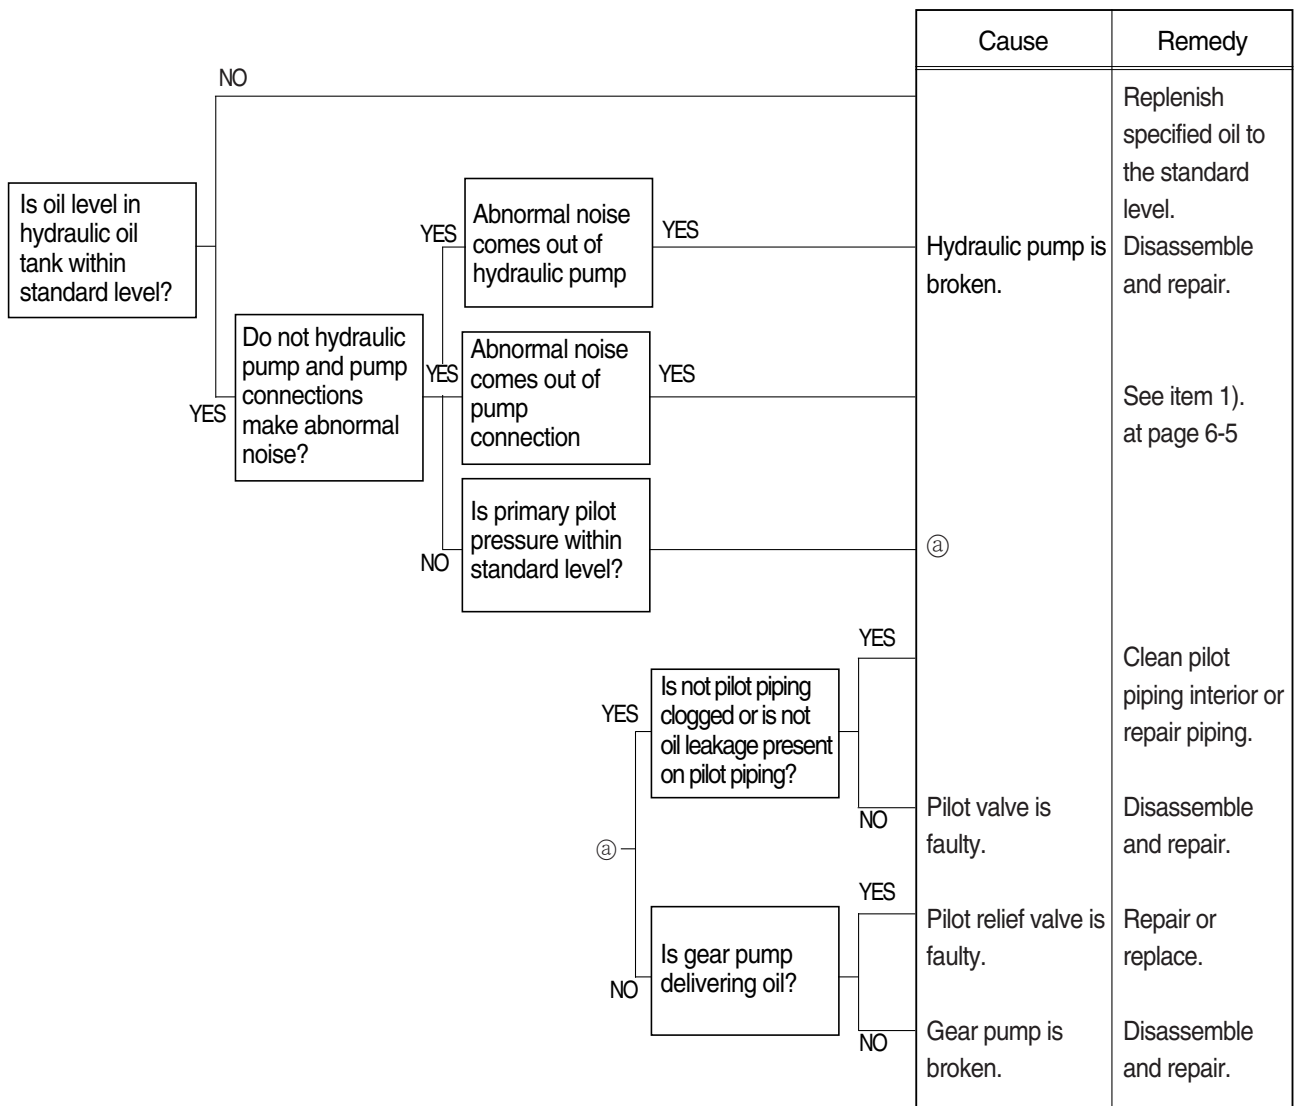 Cause
Remedy
NO
Replenish
specified oil to
the standard
level.
Is oil level in
hydraulic oil
tank within
standard level?
YES
Abnormal noise
comes out of
hydraulic pump
YES
Hydraulic pump is
broken.
Disassemble
and repair.
YES
Do not hydraulic
pump and pump
connections
make abnormal
noise?
YES
Abnormal noise
comes out of
pump
connection
YES
See item 1).
at page 6-5
NO
Is primary pilot
pressure within
standard level?
ⓐ
ⓐ
YES
Is not pilot piping
clogged or is not
oil leakage present
on pilot piping?
YES
Clean pilot
piping interior or
repair piping.
NO
Pilot valve is
faulty.
Disassemble
and repair.
NO
Is gear pump
delivering oil?
YES
Pilot relief valve is
faulty.
Repair or
replace.
NO
Gear pump is
broken.
Disassemble
and repair.